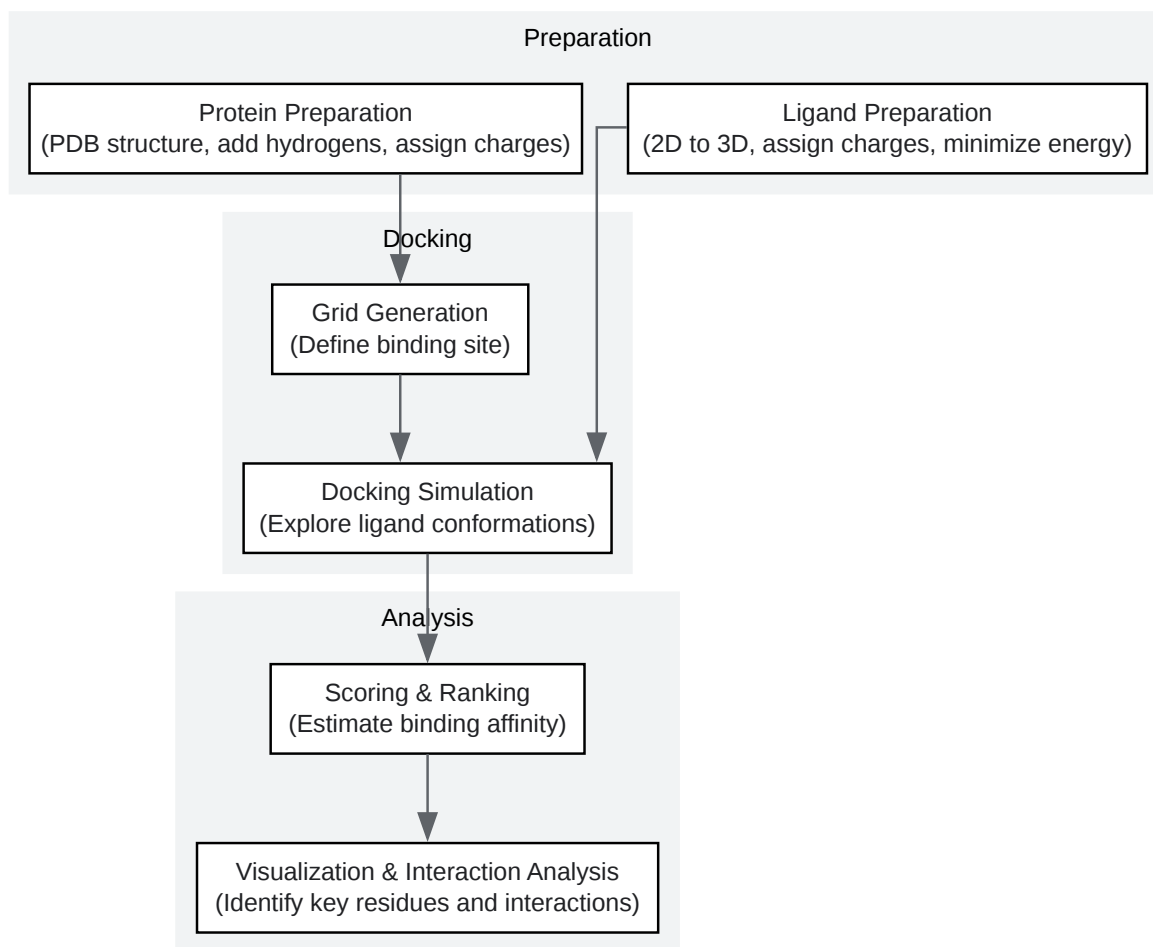 Preparation
Protein Preparation
(PDB structure, add hydrogens, assign charges)
Ligand Preparation
(2D to 3D, assign charges, minimize energy)
Docking
Grid Generation
(Define binding site)
Docking Simulation
(Explore ligand conformations)
Analysis
Scoring & Ranking
(Estimate binding affinity)
Visualization & Interaction Analysis
(Identify key residues and interactions)